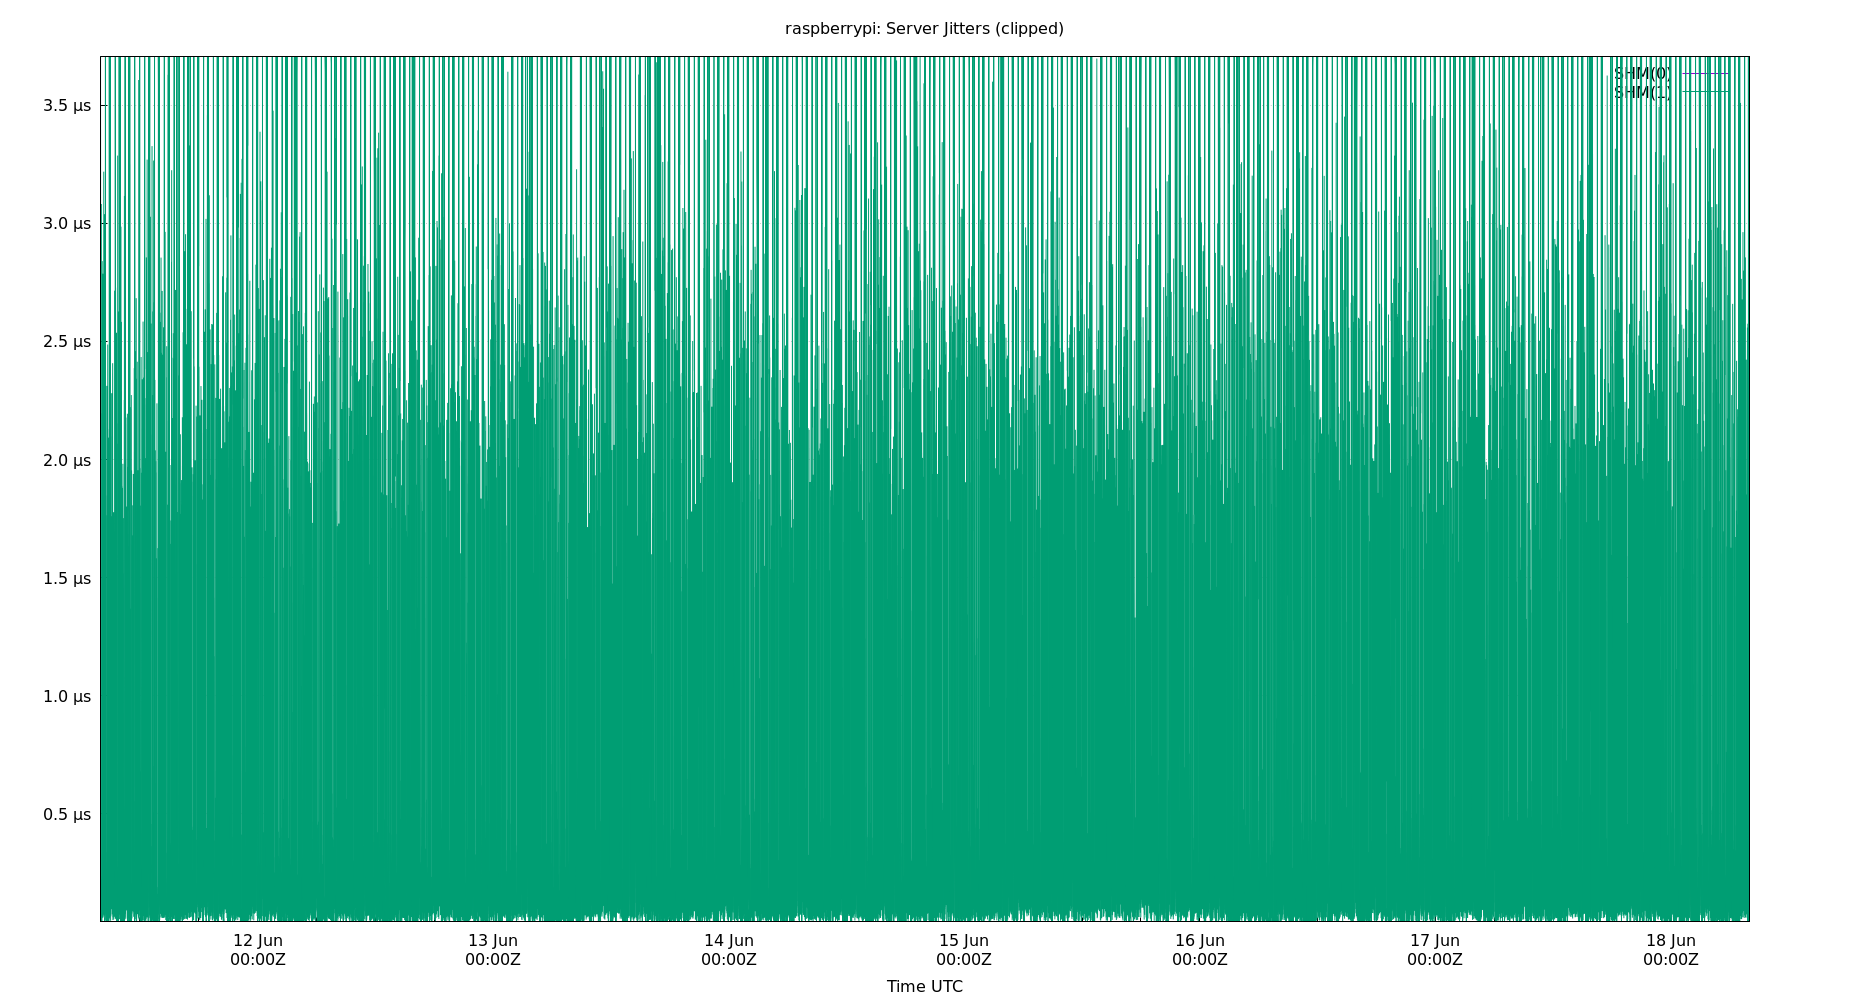 raspberrypi: Server Jitters (clipped)
SHM(0)
SHM(1)
3.5 µs
3.0 µs
2.5 µs
2.0 µs
1.5 µs
1.0 µs
0.5 µs
12 Jun 13 Jun 14 Jun 15 Jun 16 Jun 17 Jun 18 Jun
00:00Z 00:00Z 00:00Z 00:00Z 00:00Z 00:00Z 00:00Z
Time UTC